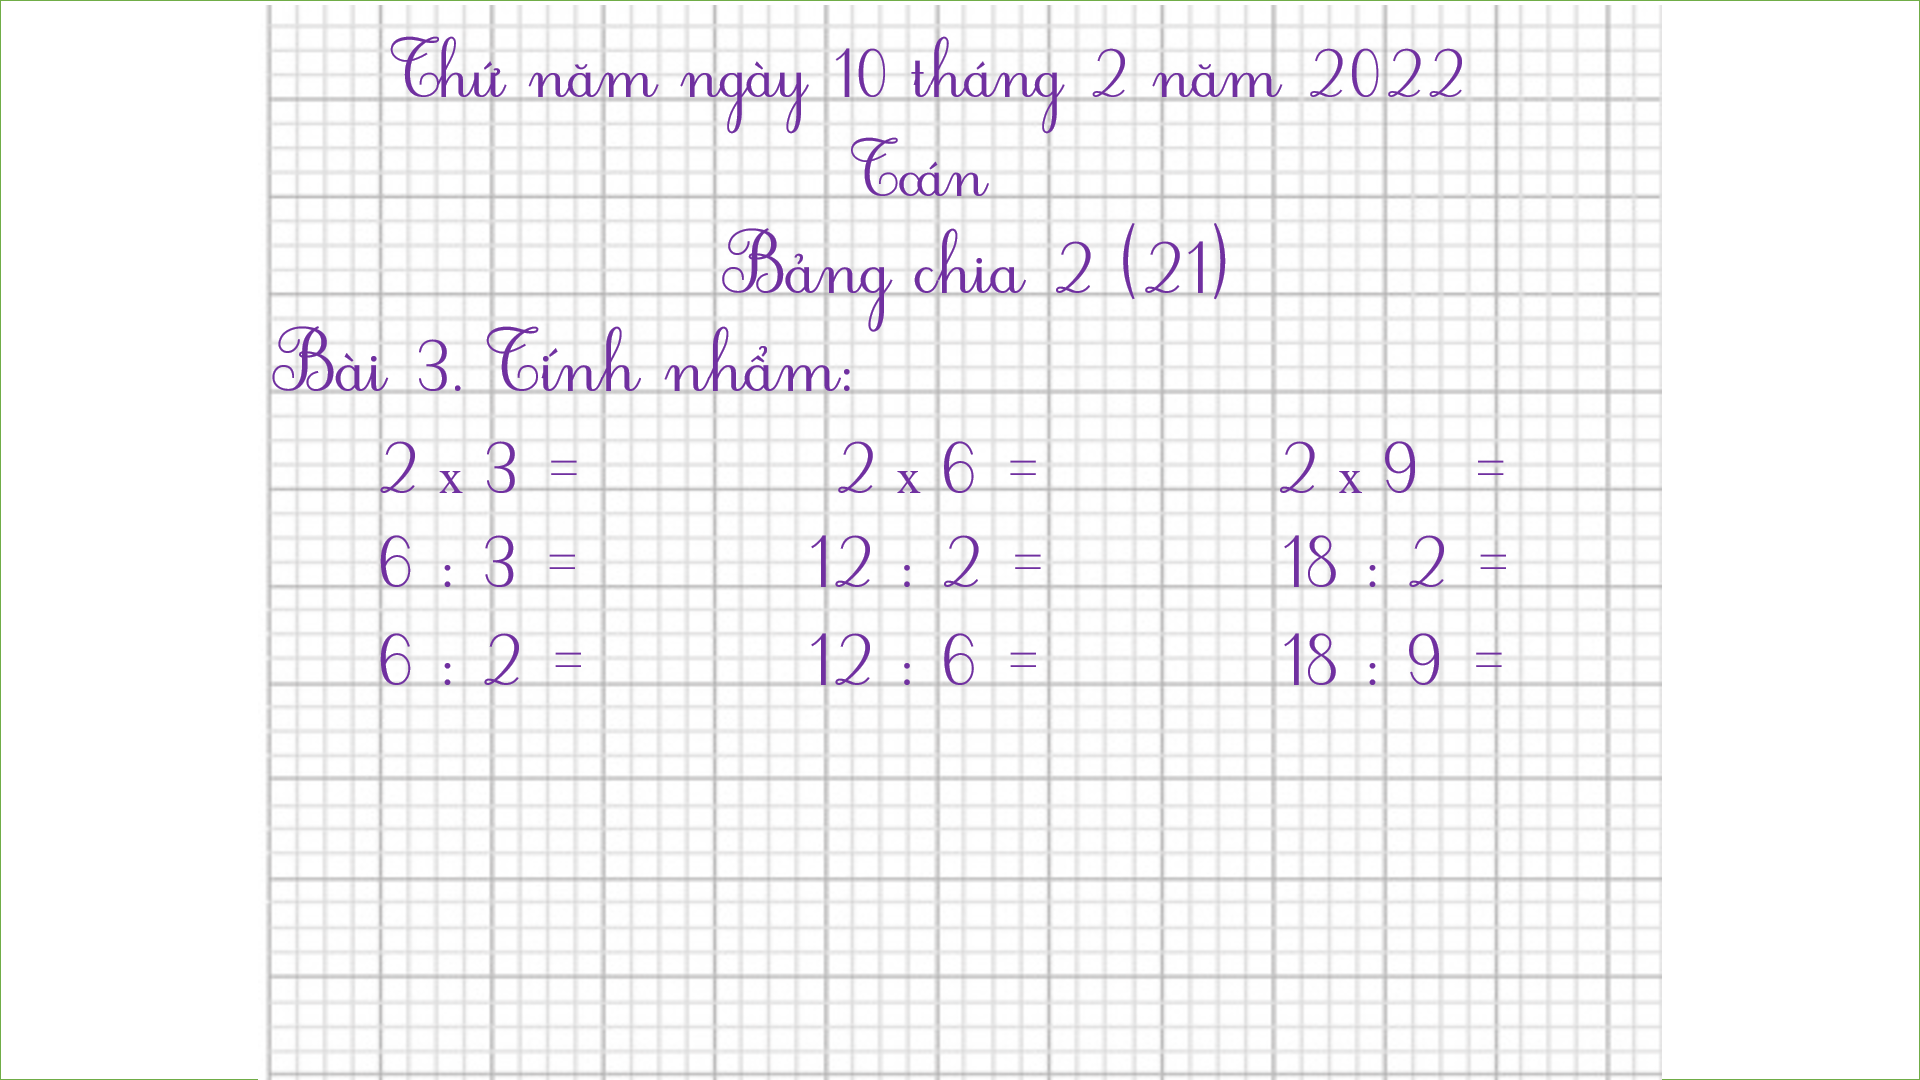 Thứ năm ngày 10 tháng 2 năm 2022
Toán
Bảng chia 2 (21)
Bài 3. Tính nhẩm:
2 x 3 = 2 x 6 = 2 x 9 =
6 : 3 = 12 : 2 = 18 : 2 =
6 : 2 = 12 : 6 = 18 : 9 =